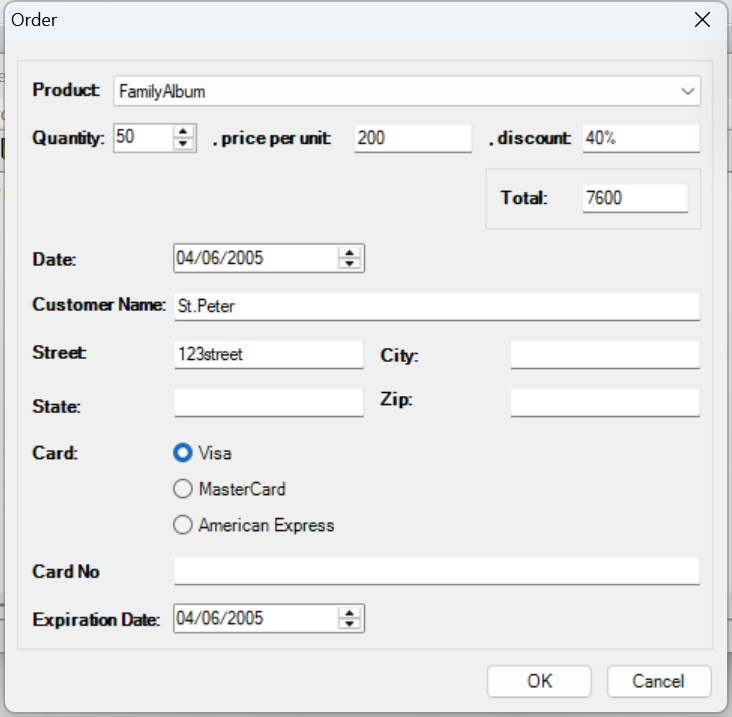 Order
Product: FamilyAlbum
Quantity: 50 , price per unit: 200 , discount: 40%
Total: 7600
Date: 04/06/2005
Customer Name: St.Peter
Street: 123street City:
State: Zip:
Card: Visa
MasterCard
American Express
Card No
Expiration Date: 04/06/2005
OK Cancel